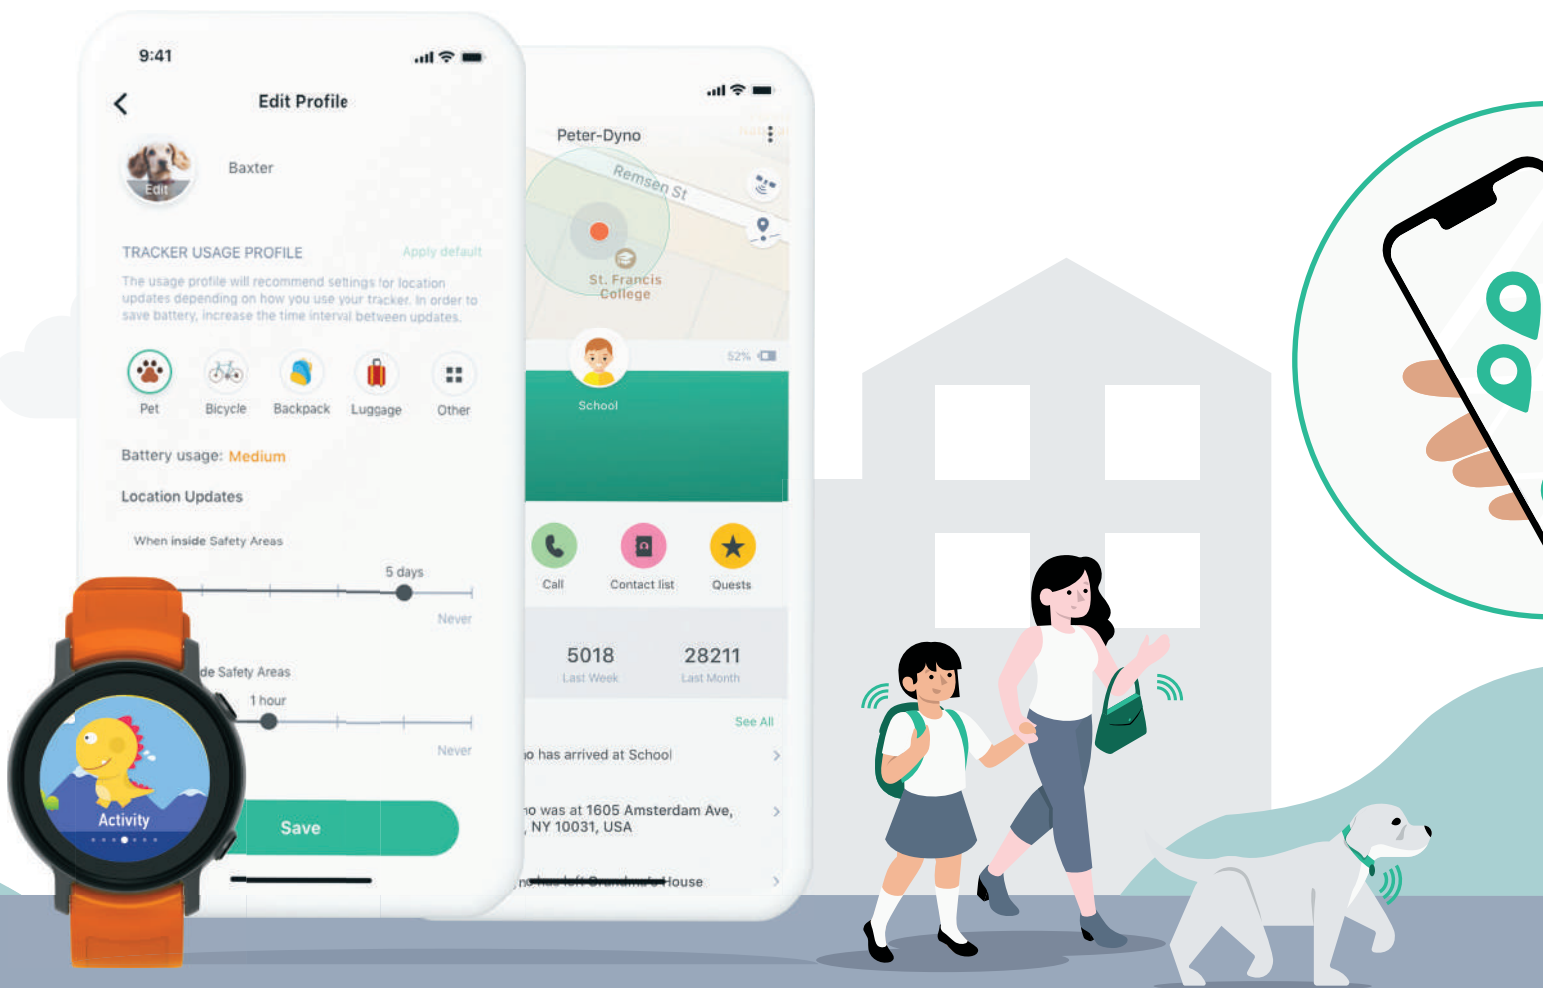 9:41
Edit Profile
Edit
Baxter
TRACKER USAGE PROFILE
Apply default
The usage profile will recommend settings for location
updates depending on how you use your tracker. In order to
save battery, increase the time interval between updates.
Pet
Bicycle
Backpack
Luggage
Other
Battery usage: Medium
Location Updates
When inside Safety Areas
5 days
Never
de Safety Areas
1 hour
Never
Save
Activity
Peter-Dyno
Remsen St
St. Francis
College
52%
School
Call
Contact list
Quests
5018
28211
Last Week
Last Month
See All
o has arrived at School
no was at 1605 Amsterdam Ave,
, NY 10031, USA
no has left Grandma's House